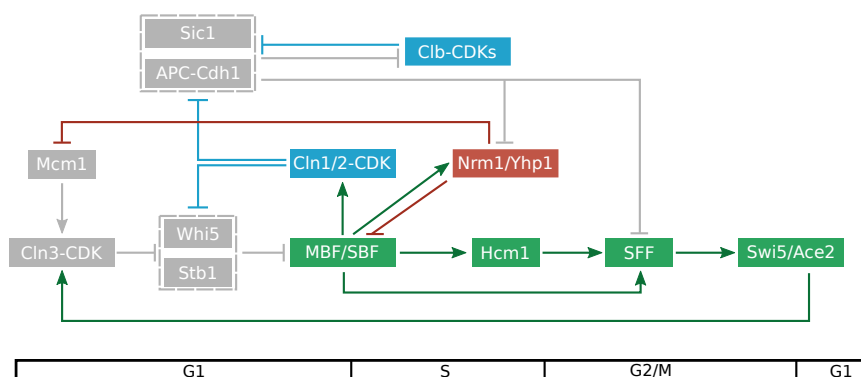 Sic1
Clb-CDKs
APC-Cdh1
Mcm1
Cln1/2-CDK
Nrm1/Yhp1
Whi5
Cln3-CDK
MBF/SBF
Hcm1
SFF
Swi5/Ace2
Stb1
G1
S
G2/M
G1